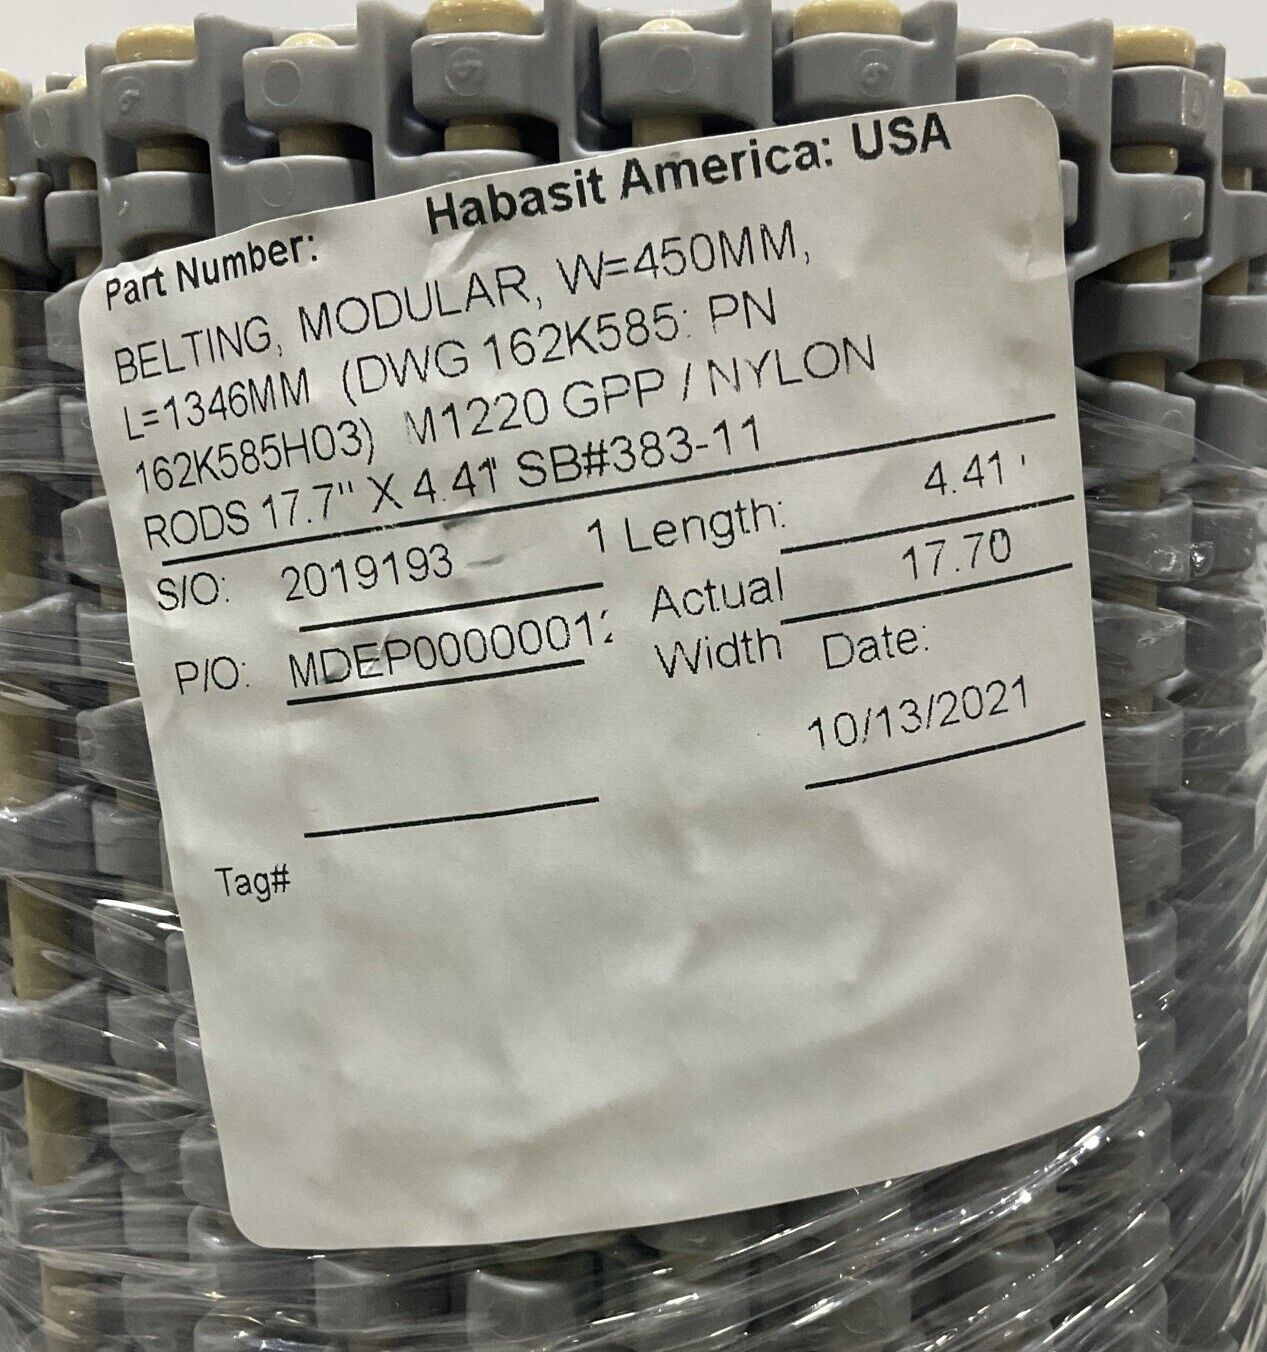 Habasit America: USA
Part Number:
BELTING, MODULAR, W=450MM,
L=1346MM (DWG 162K585: PN
162K585H03) M1220 GPP / NYLON
RODS 17.7" X 4.41' SB#383-11
S/O: 2019193 1 Length: 4.41 '
P/O: MDEP00000012 Actual Width 17.70
Date:
10/13/2021
Tag#